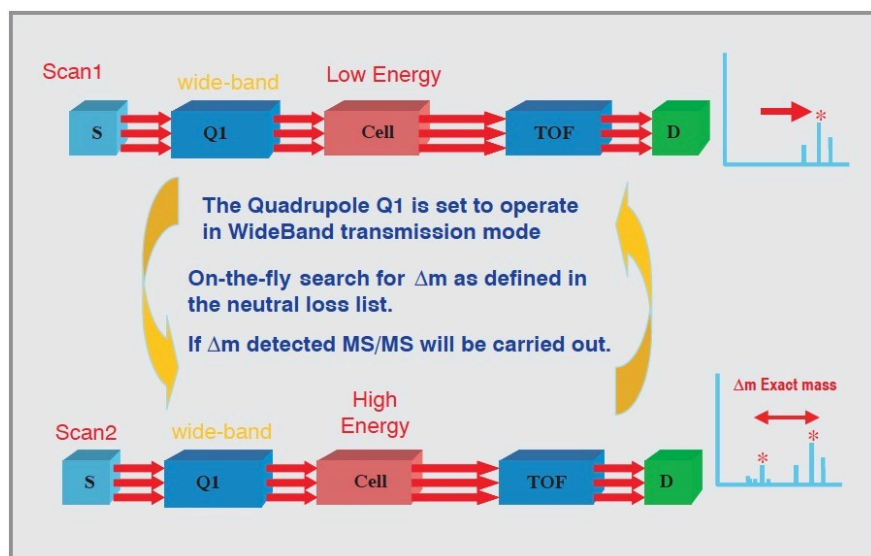 Scan1
wide-band
Low Energy
S
Q1
Cell
TOF
D
*
The Quadrupole Q1 is set to operate
in WideBand transmission mode
On-the-fly search for Δm as defined in
the neutral loss list.
If Δm detected MS/MS will be carried out.
Scan2
wide-band
High
Energy
Δm Exact mass
S
Q1
Cell
TOF
D
*
*